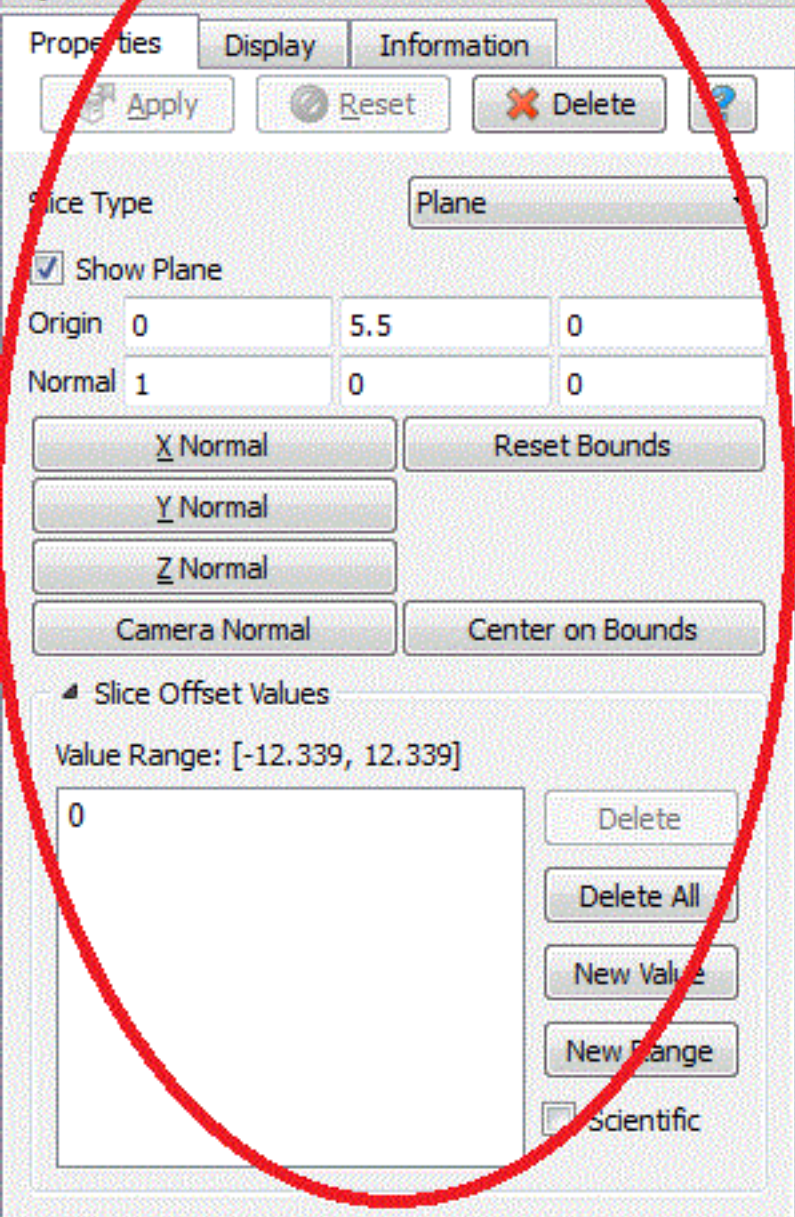 Properties Display Information
Apply Reset Delete ?
Slice Type Plane
Show Plane
Origin 0 5.5 0
Normal 1 0 0
X Normal Reset Bounds
Y Normal
Z Normal
Camera Normal Center on Bounds
Slice Offset Values
Value Range: [-12.339, 12.339]
0 Delete
Delete All
New Value
New Range
Scientific